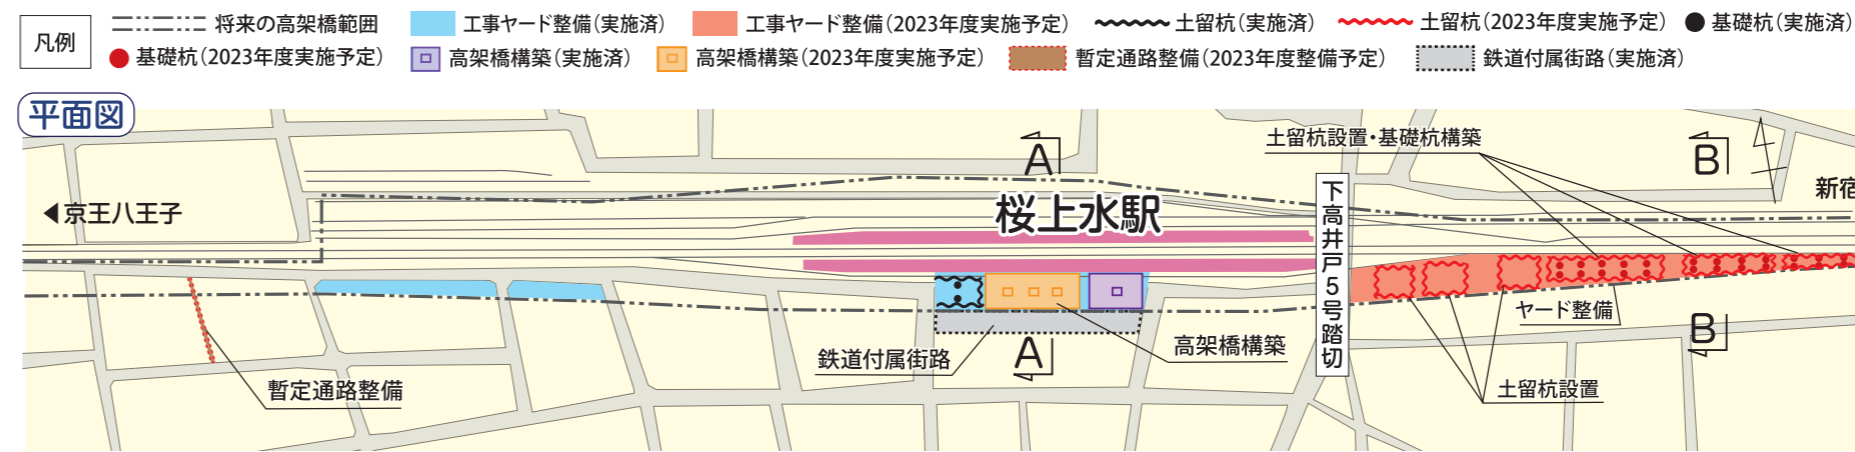 凡例
将来の高架橋範囲 工事ヤード整備(実施済) 工事ヤード整備(2023年度実施予定) 土留杭(実施済) 土留杭(2023年度実施予定) 基礎杭(実施済)
基礎杭(2023年度実施予定) 高架橋構築(実施済) 高架橋構築(2023年度実施予定) 暫定通路整備(2023年度整備予定) 鉄道付属街路(実施済)
平面図
A
土留杭設置・基礎杭構築
B
◀京王八王子
桜上水駅
下高井戸5号踏切
新宿
ヤード整備
B
高架橋構築
鉄道付属街路
A
暫定通路整備
土留杭設置